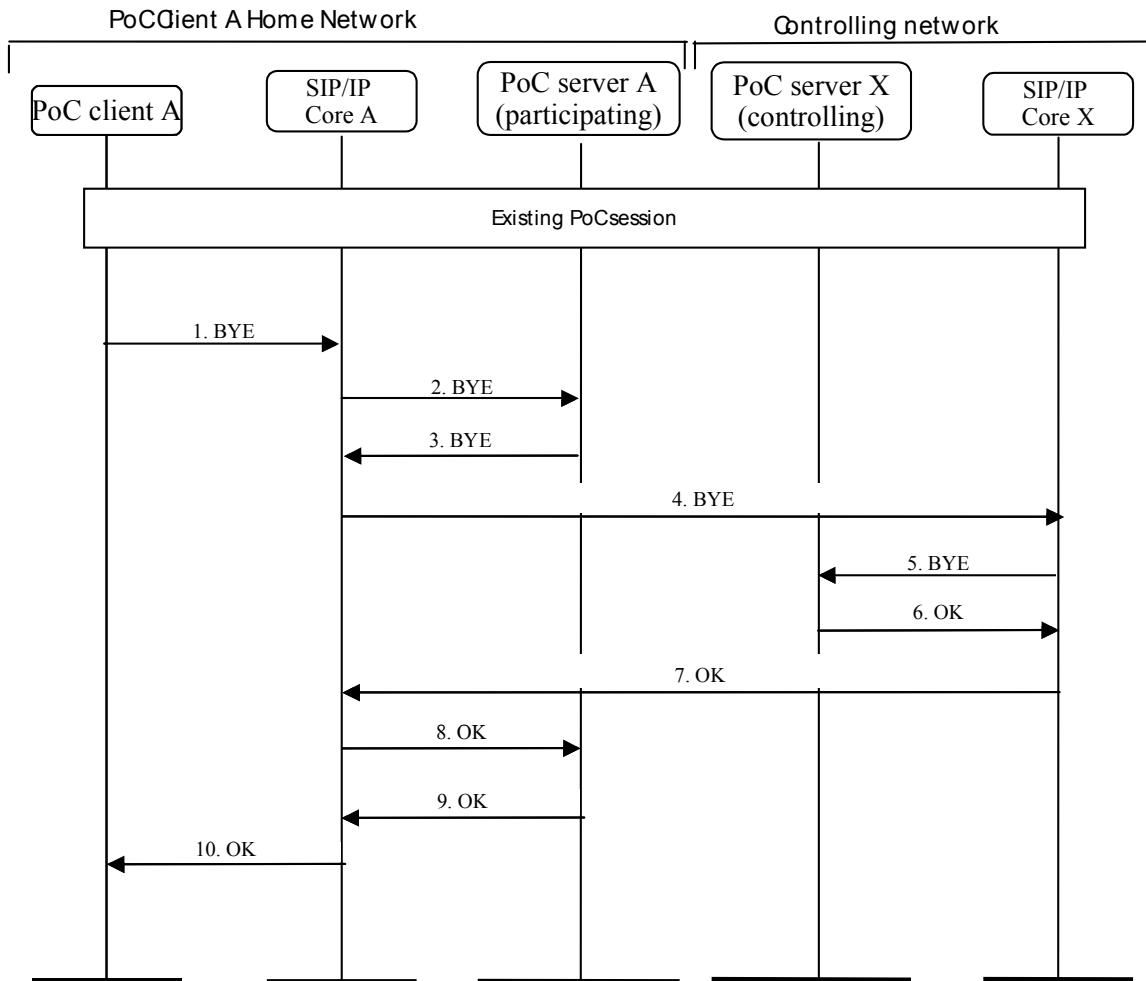 PoC Client A Home Network
Controlling network
PoC client A
SIP/IP
Core A
PoC server A
(participating)
PoC server X
(controlling)
SIP/IP
Core X
Existing PoC session
1. BYE
2. BYE
3. BYE
4. BYE
5. BYE
6. OK
7. OK
8. OK
9. OK
10. OK